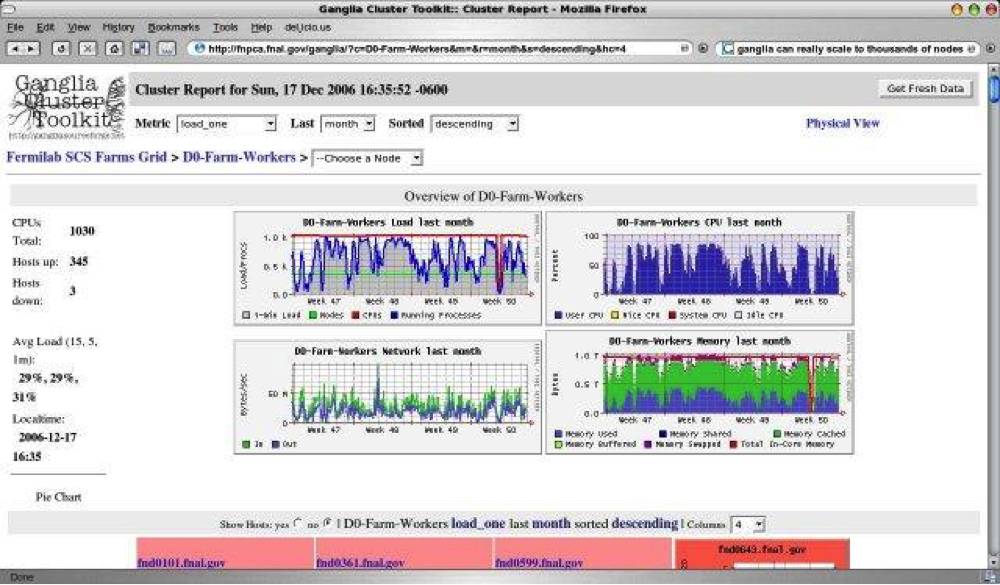 Ganglia Cluster Toolkit:: Cluster Report - Mozilla Firefox
File Edit View History Bookmarks Tools Help del.icio.us
http://fnpca.fnal.gov/ganglia/?c=D0-Farm-Workers&m=&r=month&s=descending&hc=4
ganglia can really scale to thousands of nodes
Ganglia
Cluster
Toolkit
Cluster Report for Sun, 17 Dec 2006 16:35:52 -0600
Get Fresh Data
Metric load_one Last month Sorted descending
Physical View
Fermilab SCS Farms Grid > D0-Farm-Workers > --Choose a Node
Overview of D0-Farm-Workers
CPUs
Total: 1030
Hosts up: 345
Hosts
down: 3
Avg Load (15, 5,
1m):
29%, 29%,
31%
Localtime:
2006-12-17
16:35
Pie Chart
D0-Farm-Workers Load last month
Load/Procs
1.0 k
0.5 k
0.0
Week 47 Week 48 Week 49 Week 50
1-Min Load Nodes CPUs Running Processes
D0-Farm-Workers CPU last month
Percent
100
50
0
Week 47 Week 48 Week 49 Week 50
User CPU Nice CPU System CPU Idle CPU
D0-Farm-Workers Network last month
Bytes/sec
50 M
0
Week 47 Week 48 Week 49 Week 50
In Out
D0-Farm-Workers Memory last month
Bytes
1.0 T
0.5 T
0.0
Week 47 Week 48 Week 49 Week 50
Memory Used Memory Shared Memory Cached
Memory Buffered Memory Swapped Total In-Core Memory
Show Hosts: yes no | D0-Farm-Workers load_one last month sorted descending | Columns 4
fnd0101.fnal.gov fnd0361.fnal.gov fnd0599.fnal.gov fnd0643.fnal.gov
Done